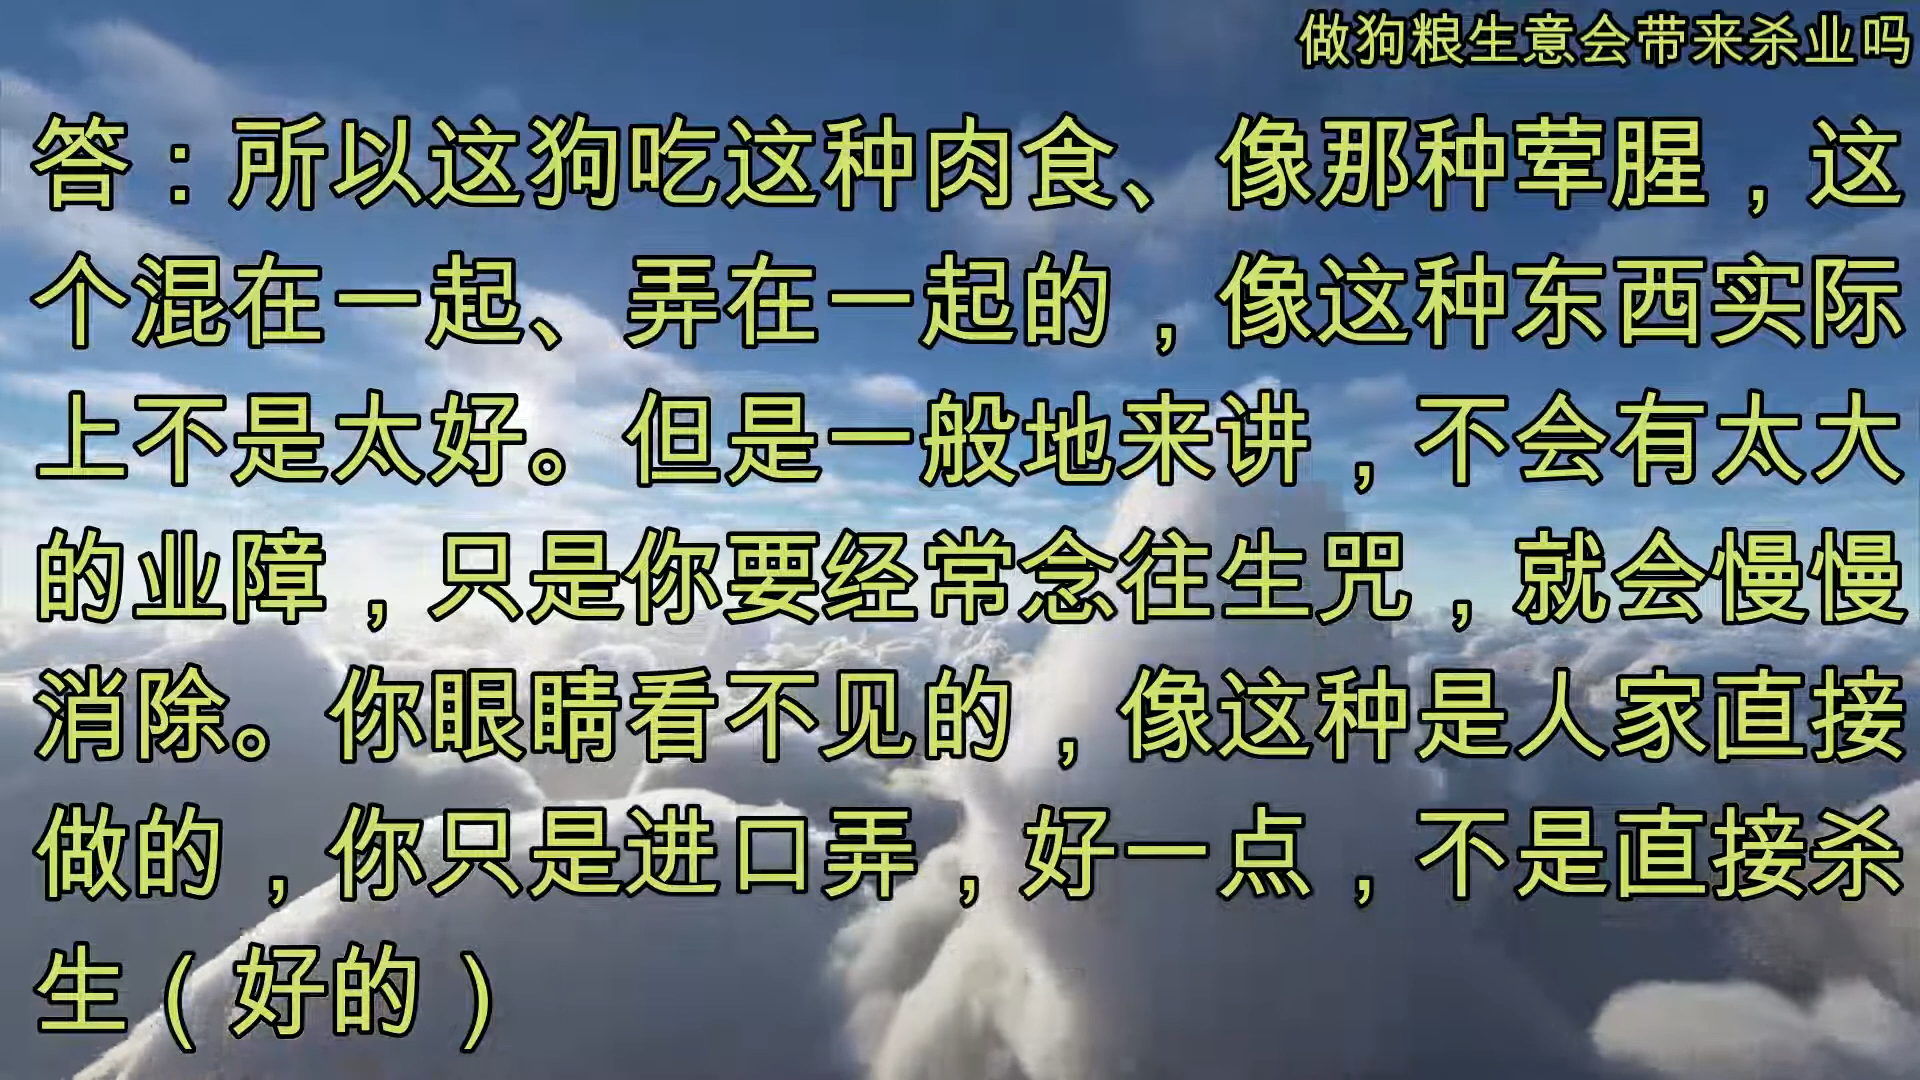 做狗粮生意会带来杀业吗
答：所以这狗吃这种肉食、像那种荤腥，这
个混在一起、弄在一起的，像这种东西实际
上不是太好。但是一般地来讲，不会有太大
的业障，只是你要经常念往生咒，就会慢慢
消除。你眼睛看不见的，像这种是人家直接
做的，你只是进口弄，好一点，不是直接杀
生（好的）